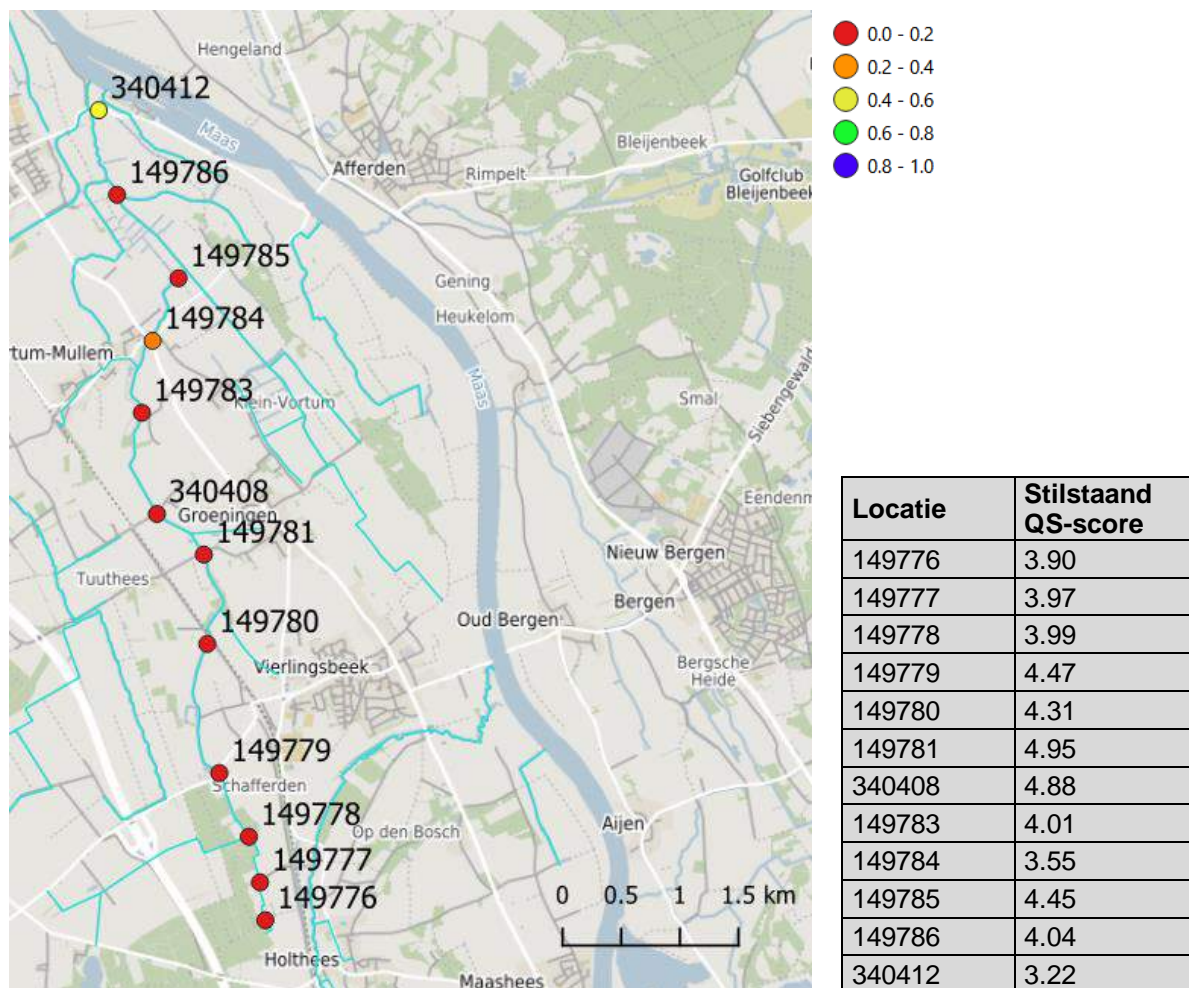 Hengeland
0.0 - 0.2
0.2 - 0.4
0.4 - 0.6
0.6 - 0.8
0.8 - 1.0
340412
Maas
Bleijenbeek
149786
Afferden
Rimpelt
Golfclub
Bleijenbeek
149785
Gening
149784
Heukelom
tum-Mullem
Maas
Siebengewald
149783
Klein-Vortum
Smal
340408
Groeningen
149781
Eendenm
Nieuw Bergen
Tuuthees
Bergen
149780
Oud Bergen
Vierlingsbeek
Bergsche
Heide
149779
Schafferden
149778
Op den Bosch
Aijen
149777
149776
0 0.5 1 1.5 km
Holthees
Maashees
Locatie Stilstaand QS-score
149776 3.90
149777 3.97
149778 3.99
149779 4.47
149780 4.31
149781 4.95
340408 4.88
149783 4.01
149784 3.55
149785 4.45
149786 4.04
340412 3.22